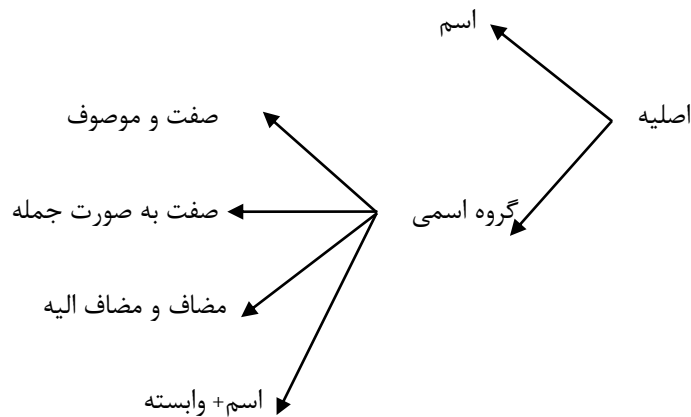 اسم
اصلیه
صفت و موصوف
گروه اسمی
صفت به صورت جمله
مضاف و مضاف الیه
اسم+ وابسته